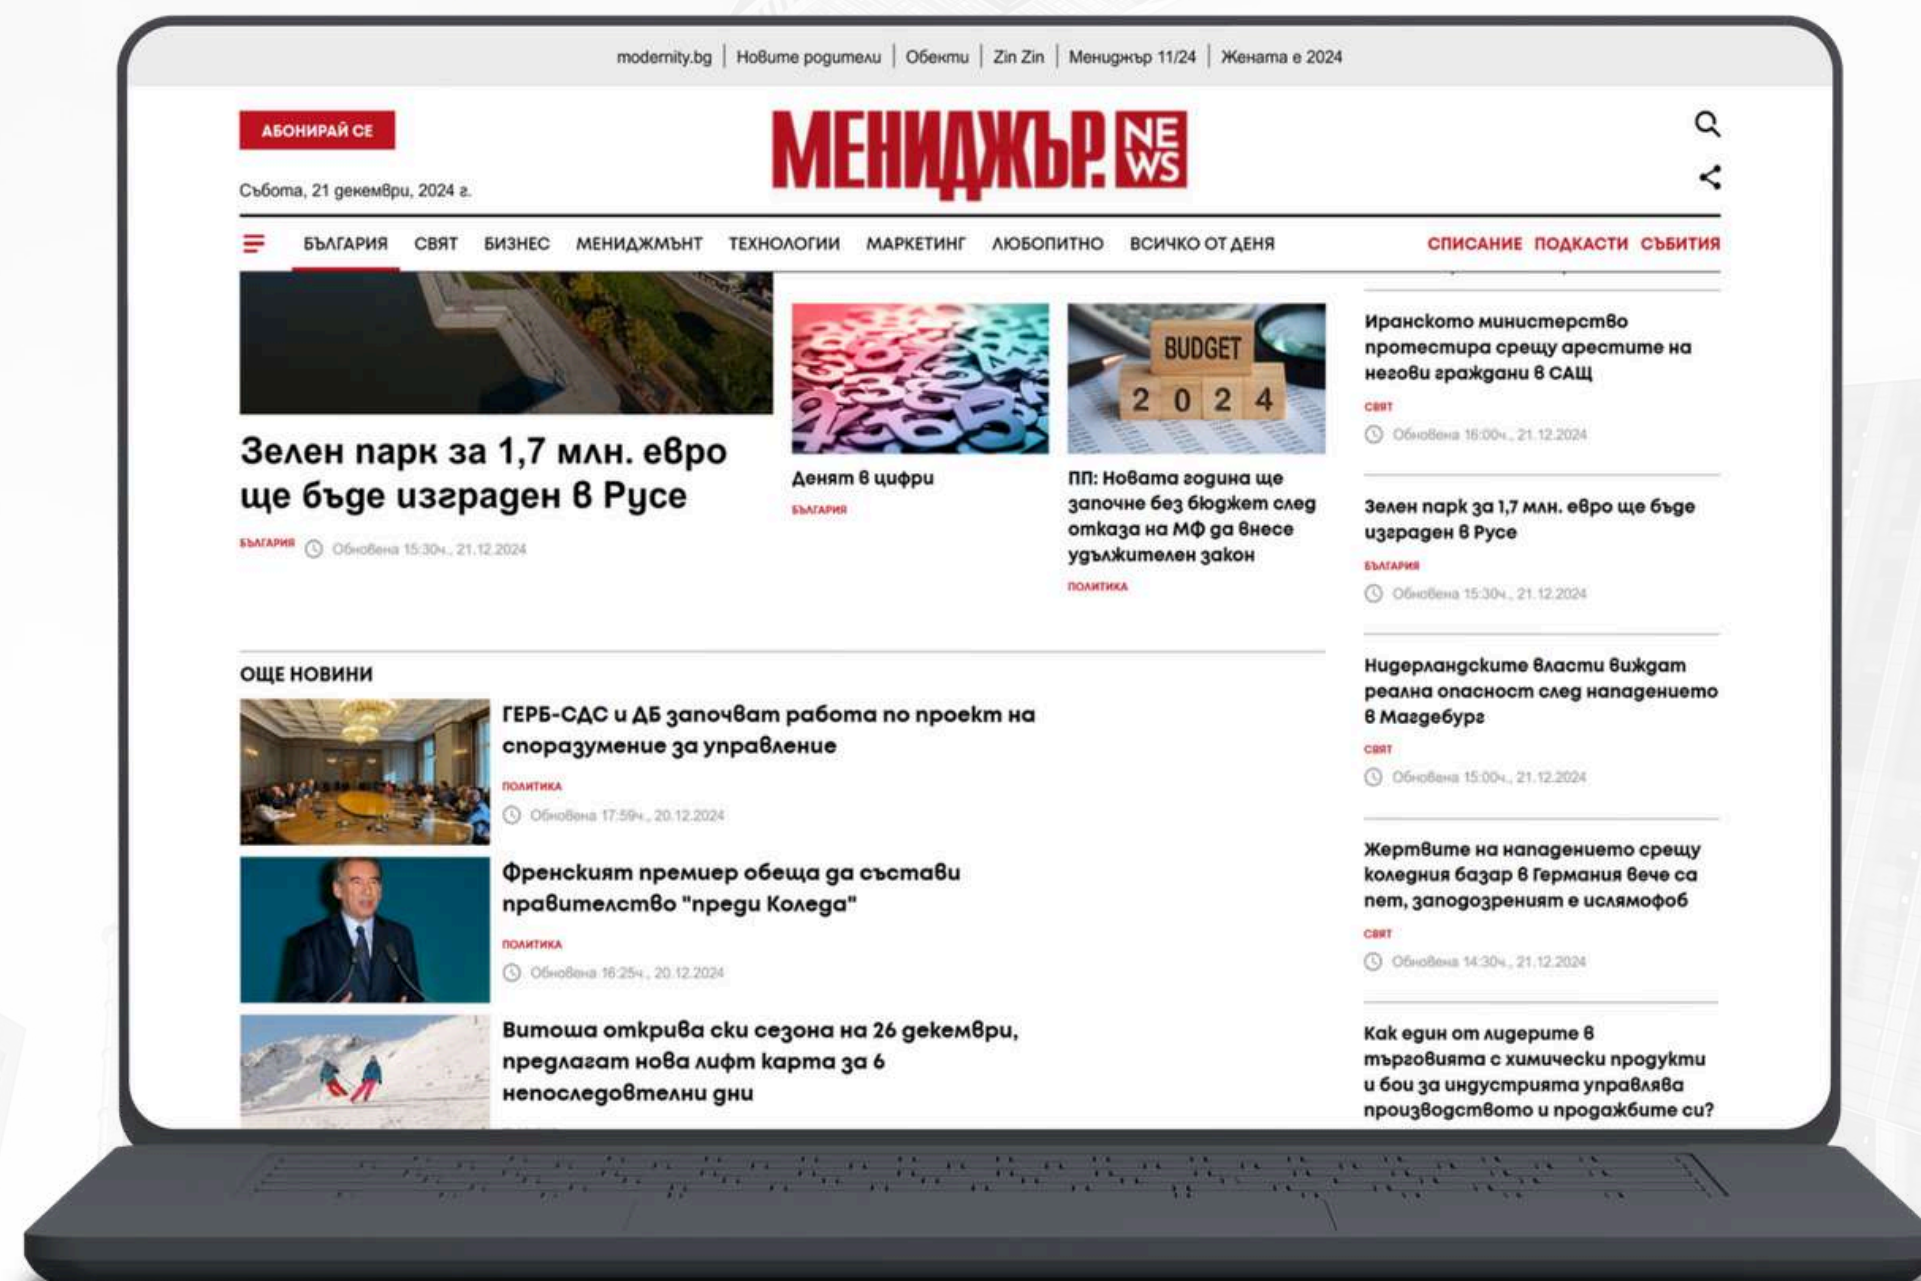 modernity.bg | Новите родители | Обекти | Zin Zin | Мениджър 11/24 | Жената е 2024
АБОНИРАЙ СЕ
МЕНИДЖЪР. NEWS
Събота, 21 декември, 2024 г.
БЪЛГАРИЯ СВЯТ БИЗНЕС МЕНИДЖМЪНТ ТЕХНОЛОГИИ МАРКЕТИНГ ЛЮБОПИТНО ВСИЧКО ОТ ДЕНЯ СПИСАНИЕ ПОДКАСТИ СЪБИТИЯ
Зелен парк за 1,7 млн. евро
ще бъде изграден в Русе
БЪЛГАРИЯ Обновена 15:30ч., 21.12.2024
Денят в цифри
БЪЛГАРИЯ
BUDGET
2 0 2 4
ПП: Новата година ще
започне без бюджет след
отказа на МФ да внесе
удължителен закон
ПОЛИТИКА
ОЩЕ НОВИНИ
ГЕРБ-СДС и ДБ започват работа по проект на
споразумение за управление
ПОЛИТИКА
Обновена 17:59ч., 20.12.2024
Френският премиер обеща да състави
правителство "преди Коледа"
ПОЛИТИКА
Обновена 16:25ч., 20.12.2024
Витоша открива ски сезона на 26 декември,
предлагат нова лифт карта за 6
непоследовтелни дни
Иранското министерство
протестира срещу арестите на
негови граждани в САЩ
СВЯТ
Обновена 16:00ч., 21.12.2024
Зелен парк за 1,7 млн. евро ще бъде
изграден в Русе
БЪЛГАРИЯ
Обновена 15:30ч., 21.12.2024
Нидерландските власти виждат
реална опасност след нападението
в Магдебург
СВЯТ
Обновена 15:00ч., 21.12.2024
Жертвите на нападението срещу
коледния базар в Германия вече са
пет, заподозреният е ислямофоб
СВЯТ
Обновена 14:30ч., 21.12.2024
Как един от лидерите в
търговията с химически продукти
и бои за индустрията управлява
производството и продажбите си?